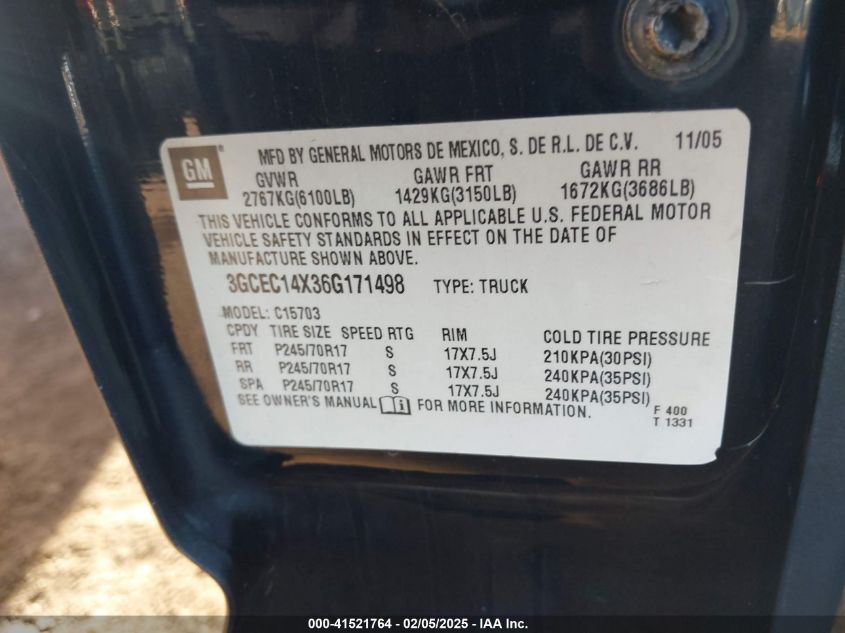 GM ® MFD BY GENERAL MOTORS DE MEXICO, S. DE R.L. DE C.V. 11/05
GVWR GAWR FRT GAWR RR
2767KG(6100LB) 1429KG(3150LB) 1672KG(3686LB)
THIS VEHICLE CONFORMS TO ALL APPLICABLE U.S. FEDERAL MOTOR
VEHICLE SAFETY STANDARDS IN EFFECT ON THE DATE OF
MANUFACTURE SHOWN ABOVE.
3GCEC14X36G171498 TYPE: TRUCK
MODEL: C15703
CPDY TIRE SIZE SPEED RTG RIM COLD TIRE PRESSURE
FRT P245/70R17 S 17X7.5J 210KPA(30PSI)
RR P245/70R17 S 17X7.5J 240KPA(35PSI)
SPA P245/70R17 S 17X7.5J 240KPA(35PSI)
SEE OWNER'S MANUAL i FOR MORE INFORMATION.
F 400
T 1331
000-41521764 - 02/05/2025 - IAA Inc.